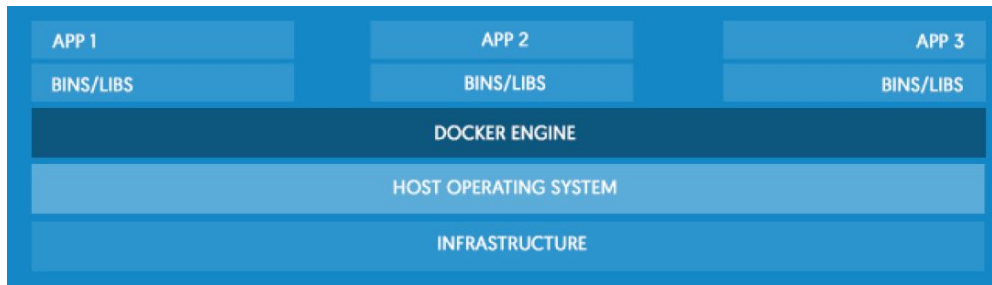 APP 1 APP 2 APP 3
BINS/LIBS BINS/LIBS BINS/LIBS
DOCKER ENGINE
HOST OPERATING SYSTEM
INFRASTRUCTURE